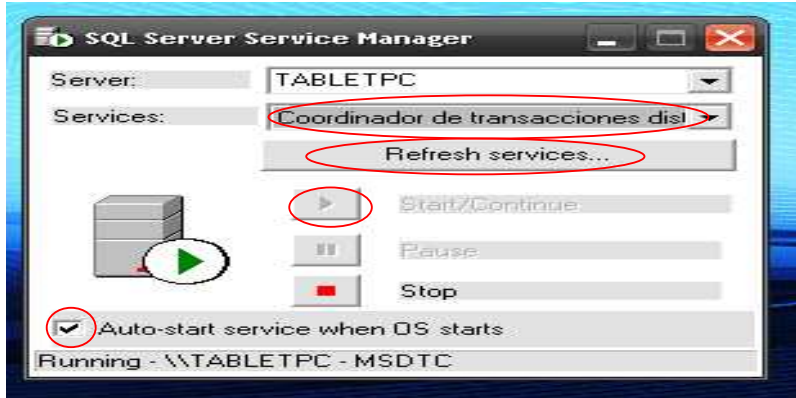 SQL Server Service Manager
Server: TABLETPC
Services: Coordinador de transacciones dist
Refresh services...
Start/Continue
Pause
Stop
Auto-start service when OS starts
Running - \\TABLETPC - MSDTC